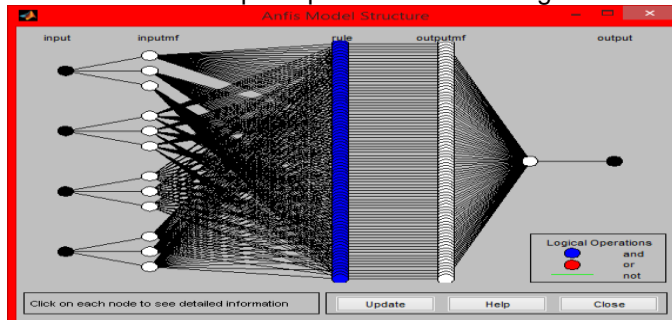 Anfis Model Structure
input inputmf rule outputmf output
Logical Operations
and
or
not
Click on each node to see detailed information Update Help Close